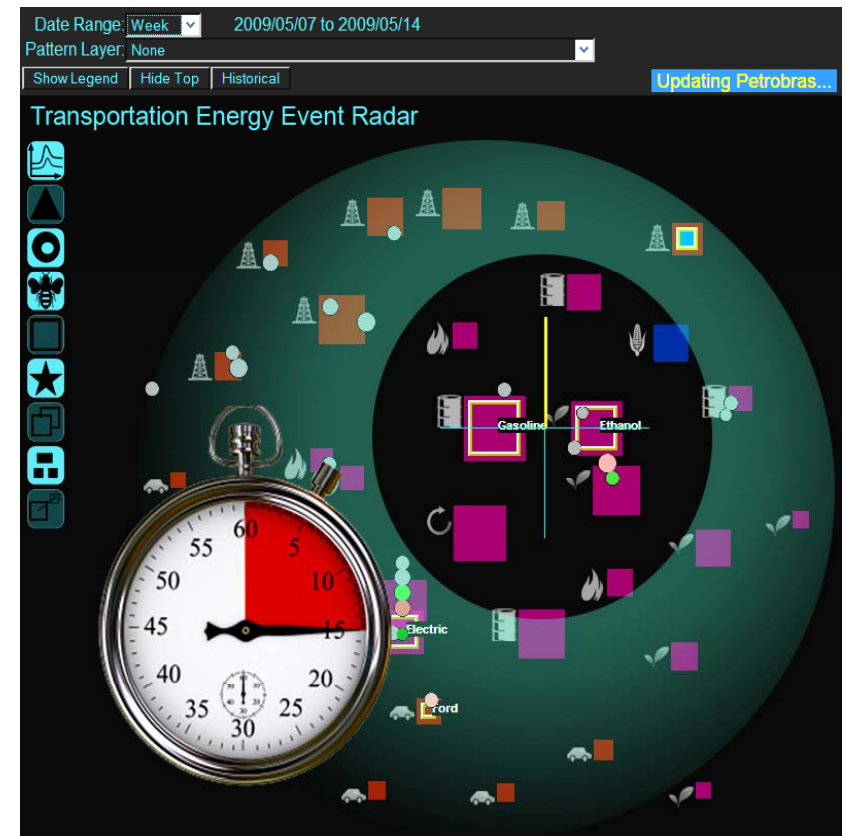 Date Range: Week 2009/05/07 to 2009/05/14
Pattern Layer: None
Show Legend Hide Top Historical
Updating Petrobras...
Transportation Energy Event Radar
Gasoline
Ethanol
Electric
Ford
60
55 5
50 10
45 15
40 20
35 25
30